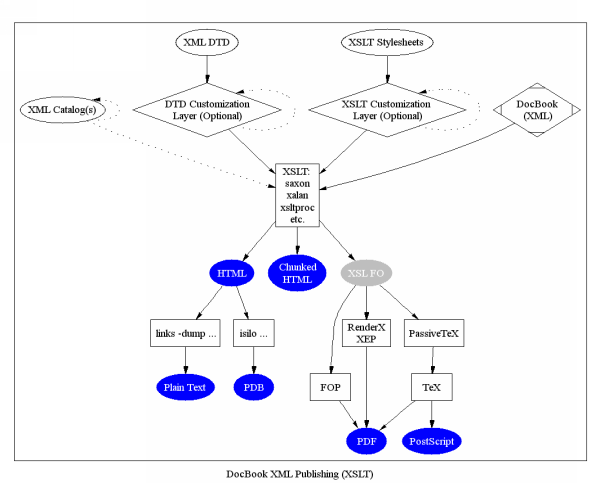 XML DTD
XSLT Stylesheets
XML Catalog(s)
DTD Customization
Layer (Optional)
XSLT Customization
Layer (Optional)
DocBook
(XML)
XSLT:
saxon
xalan
xsltproc
etc.
HTML
Chunked
HTML
XSL FO
links -dump ...
isilo ...
RenderX
XEP
PassiveTeX
Plain Text
PDB
FOP
TeX
PDF
PostScript
DocBook XML Publishing (XSLT)